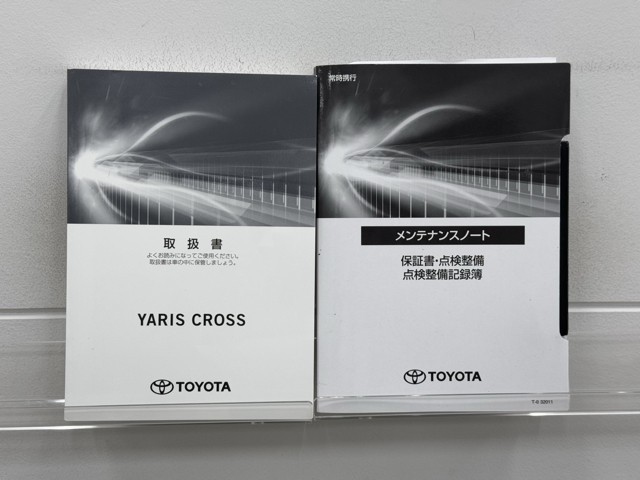 取扱書
よくお読みになってご使用ください。
取扱書は車の中に保管しましょう。
YARIS CROSS
TOYOTA
常時携行
メンテナンスノート
保証書・点検整備
点検整備記録簿
TOYOTA